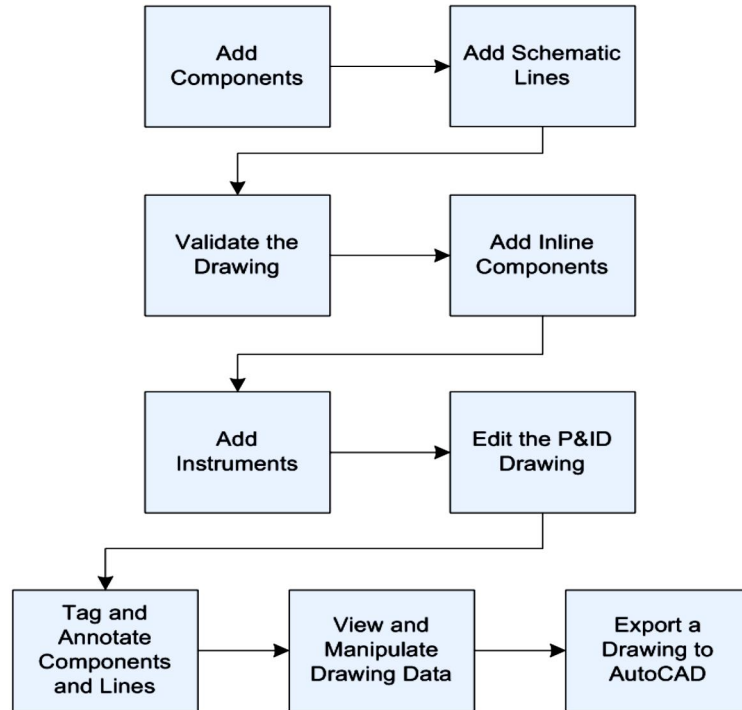 Add
Components
Add Schematic
Lines
Validate the
Drawing
Add Inline
Components
Add
Instruments
Edit the P&ID
Drawing
Tag and
Annotate
Components
and Lines
View and
Manipulate
Drawing Data
Export a
Drawing to
AutoCAD